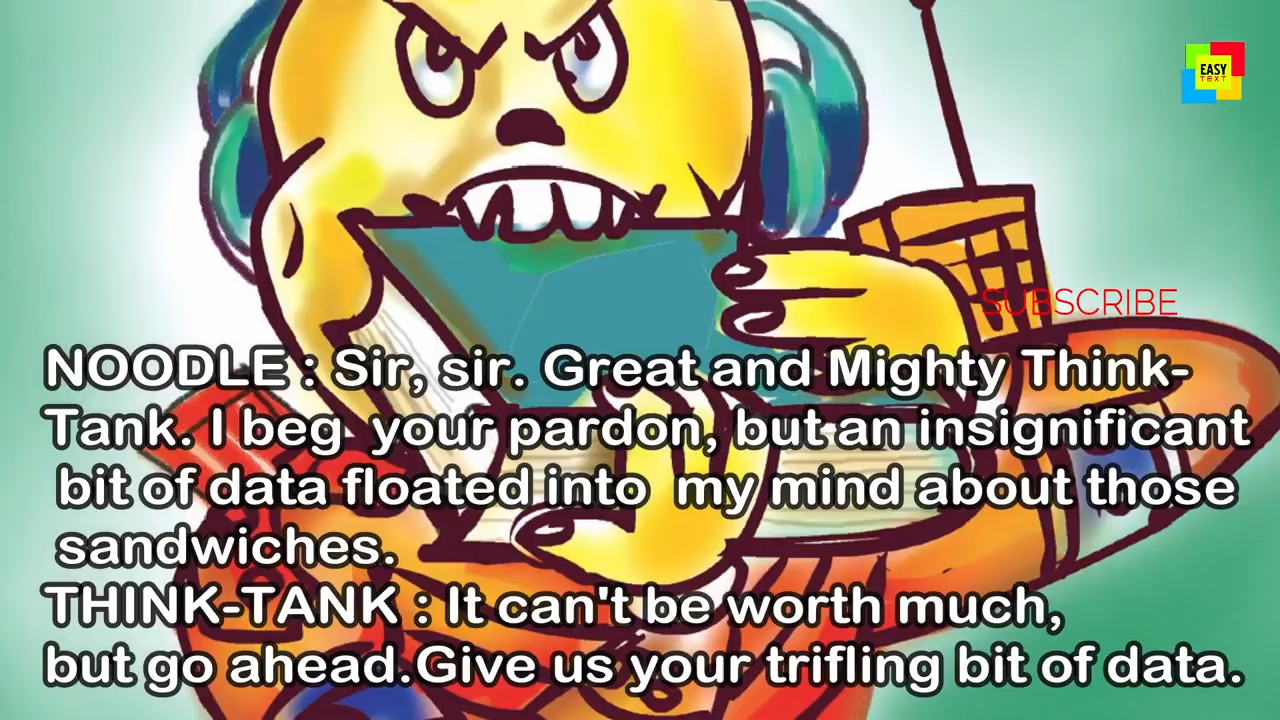 EASY
TEXT
SUBSCRIBE
NOODLE : Sir, sir. Great and Mighty Think-
Tank. I beg your pardon, but an insignificant
bit of data floated into my mind about those
sandwiches.
THINK-TANK : It can't be worth much,
but go ahead.Give us your trifling bit of data.